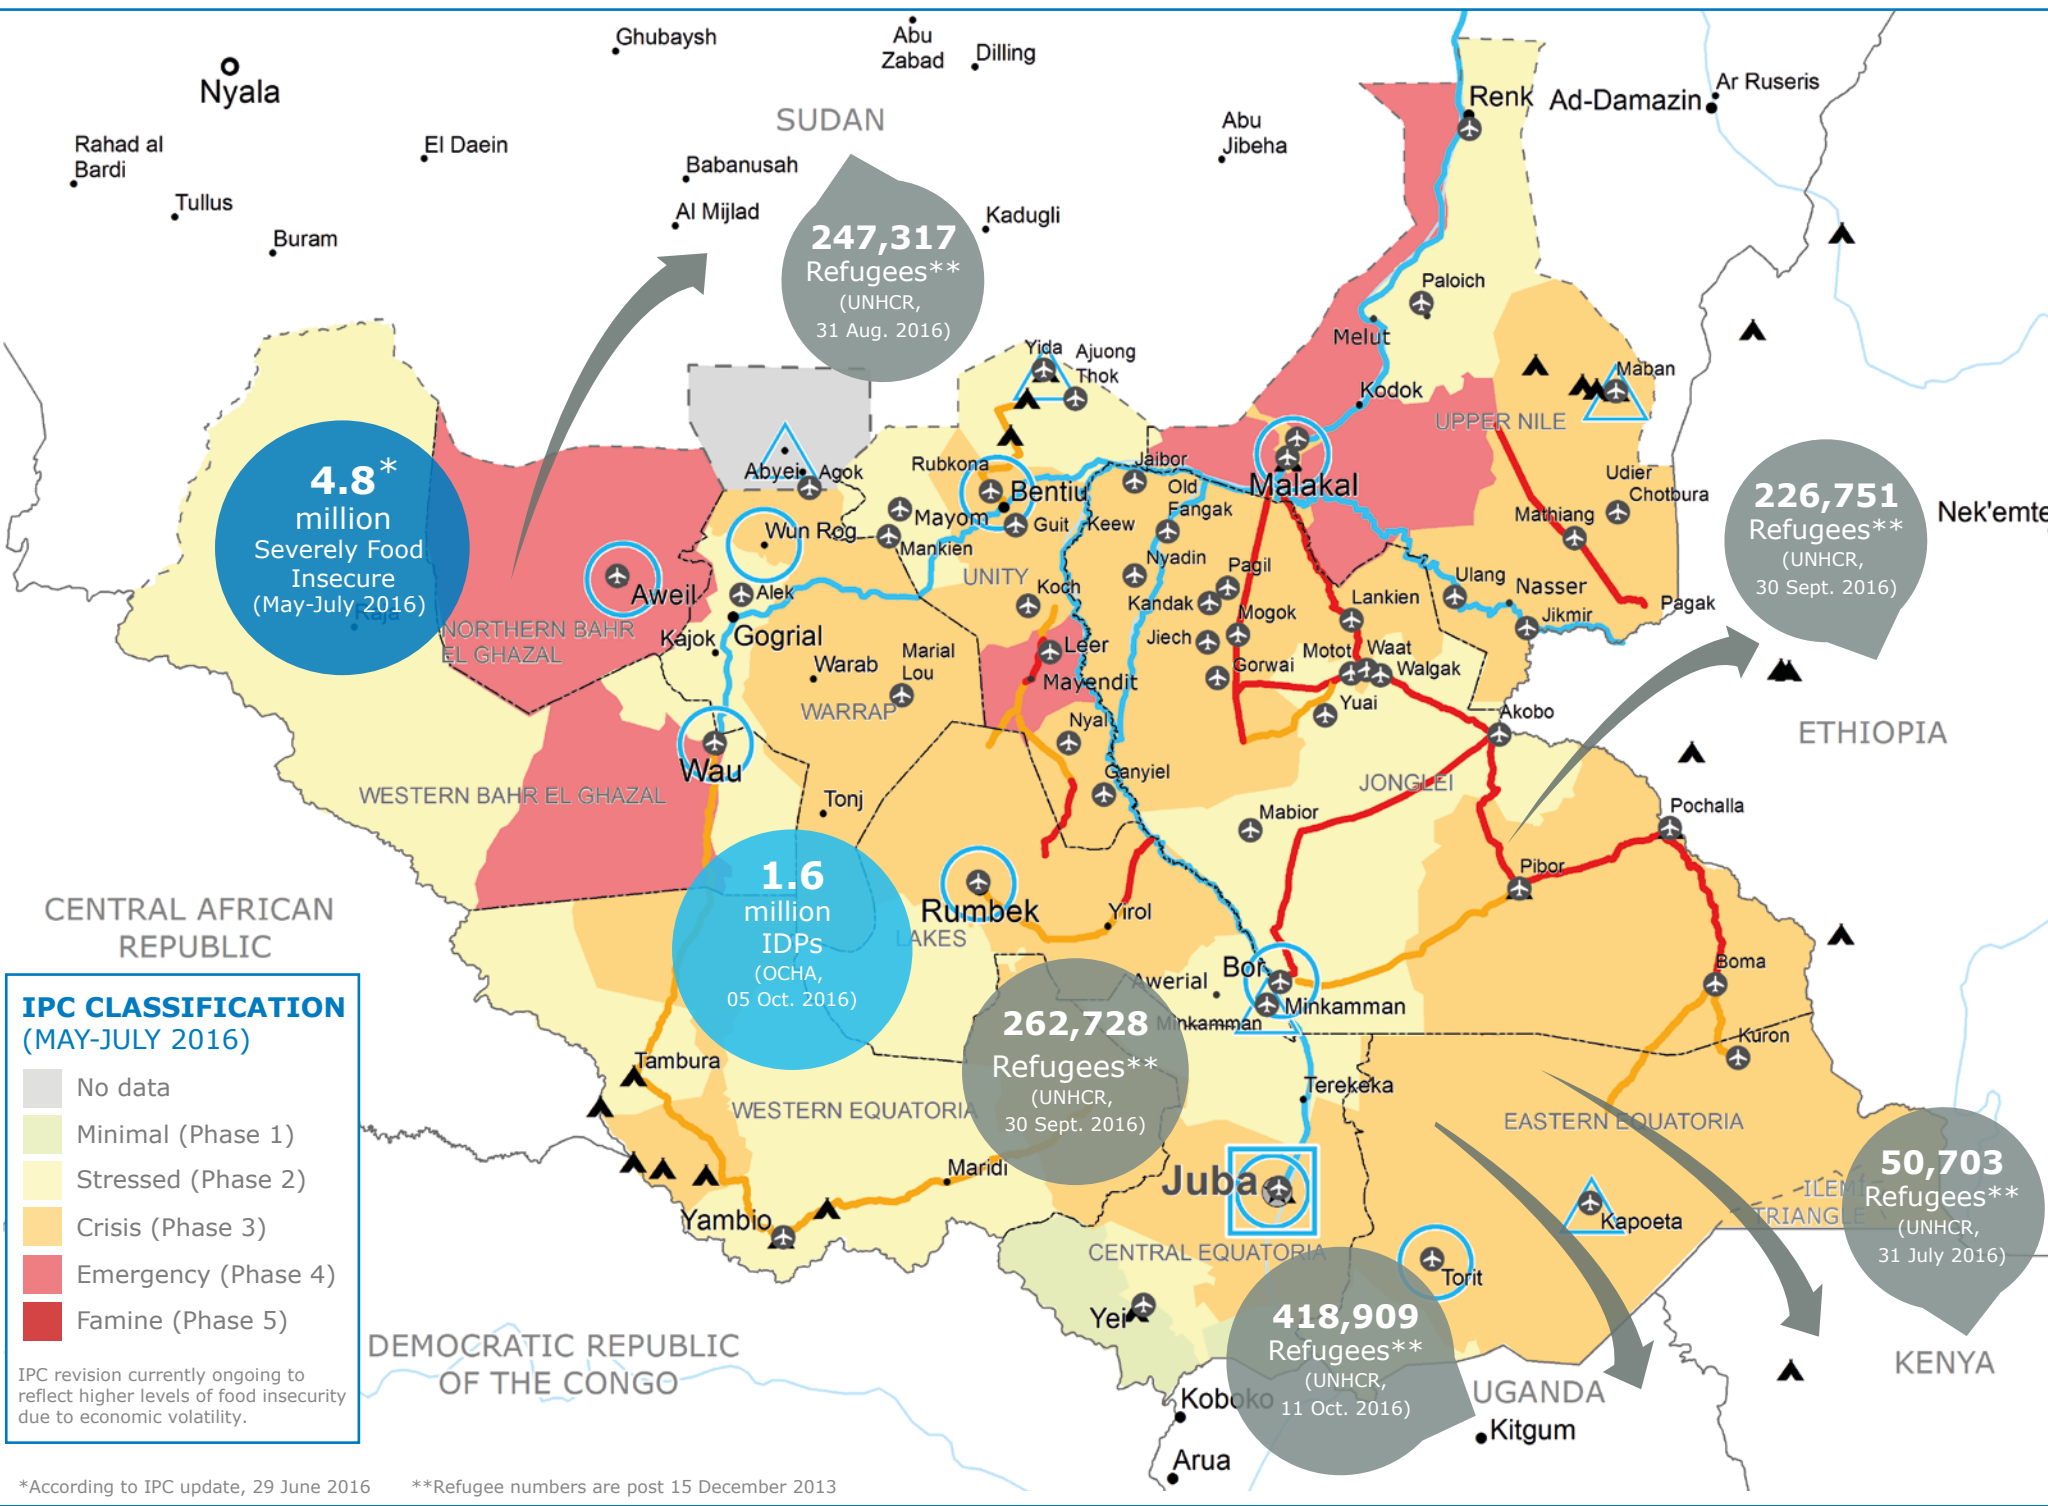 Ghubaysh
Abu
Zabad
Dilling
Nyala
SUDAN
Renk
Ad-Damazin
Ar Ruseris
Rahad al
Bardi
El Daein
Babanusah
Abu
Jibeha
Tullus
Al Mijlad
Kadugli
Buram
247,317
Refugees**
(UNHCR,
31 Aug. 2016)
Paloich
Melut
Yida
Ajuong
Thok
Maban
Kodok
UPPER NILE
4.8*
million
Severely Food
Insecure
(May-July 2016)
Raja
Abyei
Agok
Rubkona
Bentiu
Jaibor
Old
Fangak
Malakal
Udier
Chotbura
226,751
Refugees**
(UNHCR,
30 Sept. 2016)
Nek'emte
Wun Rog
Mayom
Guit
Keew
Mathiang
Mankien
Nyadin
Pagil
UNITY
Koch
Ulang
Nasser
Aweil
Alek
Kandak
Mogok
Lankien
Pagak
Jikmir
NORTHERN BAHR
EL GHAZAL
Kajok
Gogrial
Jiech
Leer
Marial
Lou
Warab
Motot
Waat
Walgak
Gorwai
Mayendit
WARRAP
Nyal
Yuai
Akobo
ETHIOPIA
Wau
Ganyiel
JONGLEI
WESTERN BAHR EL GHAZAL
Tonj
Mabior
Pochalla
1.6
million
IDPs
(OCHA,
05 Oct. 2016)
Pibor
CENTRAL AFRICAN
REPUBLIC
Rumbek
LAKES
Yirol
Awerial
Bor
Boma
Minkamman
Minkamman
262,728
Refugees**
(UNHCR,
30 Sept. 2016)
Kuron
IPC CLASSIFICATION
(MAY-JULY 2016)
No data
Minimal (Phase 1)
Stressed (Phase 2)
Crisis (Phase 3)
Emergency (Phase 4)
Famine (Phase 5)
IPC revision currently ongoing to
reflect higher levels of food insecurity
due to economic volatility.
Tambura
Terekeka
WESTERN EQUATORIA
EASTERN EQUATORIA
Maridi
Juba
50,703
Refugees**
(UNHCR,
31 July 2016)
ILEMI
TRIANGLE
Yambio
Kapoeta
CENTRAL EQUATORIA
Torit
Yei
418,909
Refugees**
(UNHCR,
11 Oct. 2016)
DEMOCRATIC REPUBLIC
OF THE CONGO
KENYA
UGANDA
Koboko
Kitgum
Arua
*According to IPC update, 29 June 2016
**Refugee numbers are post 15 December 2013